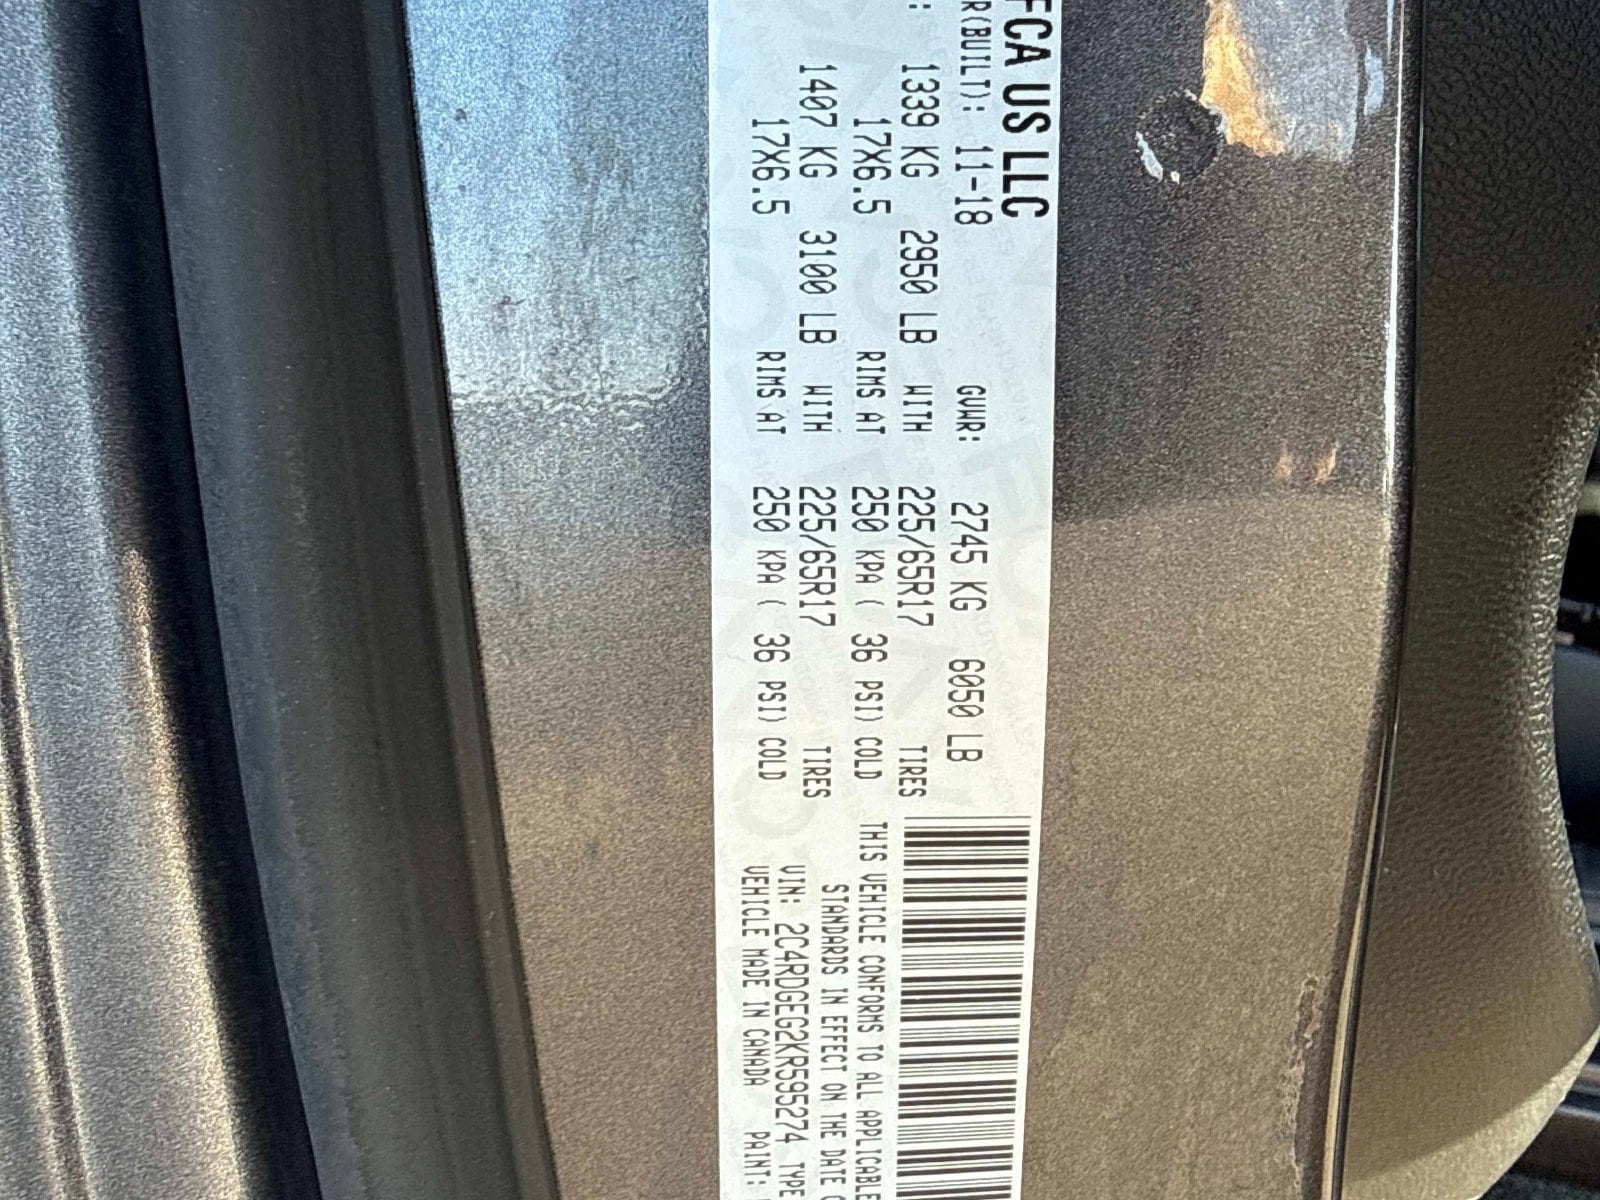 FCA US LLC
R(BUILT): 11-18 GVWR: 2745 KG 6050 LB
: 1339 KG 2950 LB WITH 225/65R17 TIRES
17X6.5 RIMS AT 250 KPA ( 36 PSI) COLD
1407 KG 3100 LB WITH 225/65R17 TIRES
17X6.5 RIMS AT 250 KPA ( 36 PSI) COLD
THIS VEHICLE CONFORMS TO ALL APPLICABLE
STANDARDS IN EFFECT ON THE DATE O
VIN: 2C4RDGEG2KR595274 TYPE
VEHICLE MADE IN CANADA PAINT: